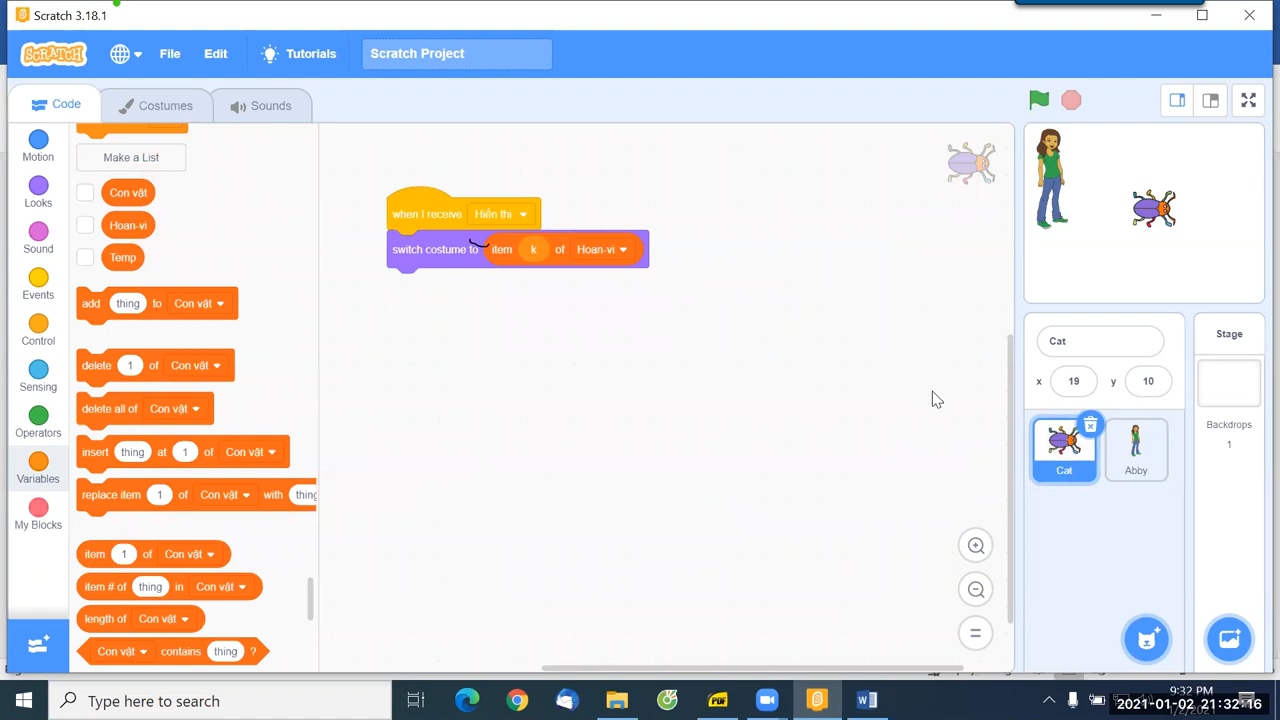 Scratch 3.18.1
SCRATCH File Edit Tutorials Scratch Project
Code Costumes Sounds
Motion
Looks
Sound
Events
Control
Sensing
Operators
Variables
My Blocks
Make a List
Con vật
Hoan-vi
Temp
add thing to Con vật
delete 1 of Con vật
delete all of Con vật
insert thing at 1 of Con vật
replace item 1 of Con vật with thing
item 1 of Con vật
item # of thing in Con vật
length of Con vật
Con vật contains thing ?
when I receive Hiển thị
switch costume to item k of Hoan-vi
Cat
x 19 y 10
Cat
Abby
Stage
Backdrops
1
Type here to search
PDF
9:32 PM
1/2/2021
2021-01-02 21:32:16